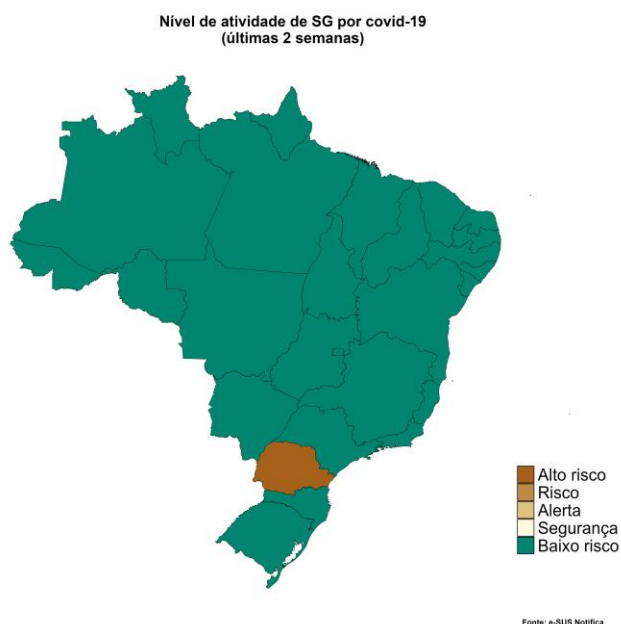 Nível de atividade de SG por covid-19
(últimas 2 semanas)
Alto risco
Risco
Alerta
Segurança
Baixo risco
Fonte: e-SUS Notifica